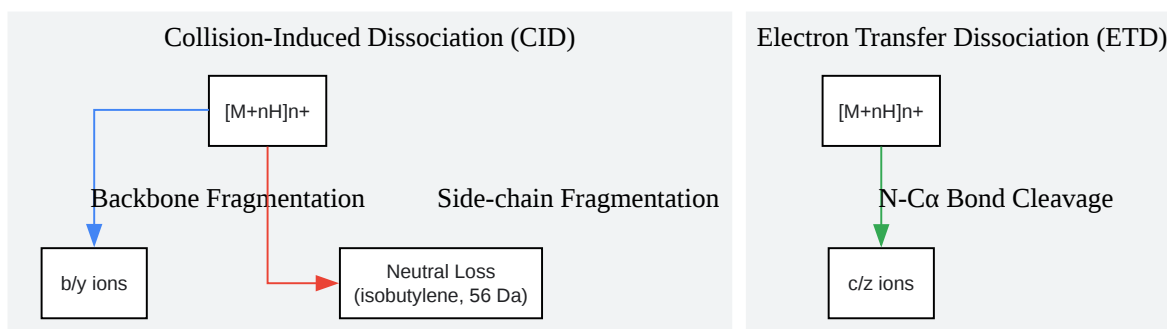 Collision-Induced Dissociation (CID)
[M+nH]n+
Backbone Fragmentation
Side-chain Fragmentation
b/y ions
Neutral Loss
(isobutylene, 56 Da)
Electron Transfer Dissociation (ETD)
[M+nH]n+
N-Cα Bond Cleavage
c/z ions